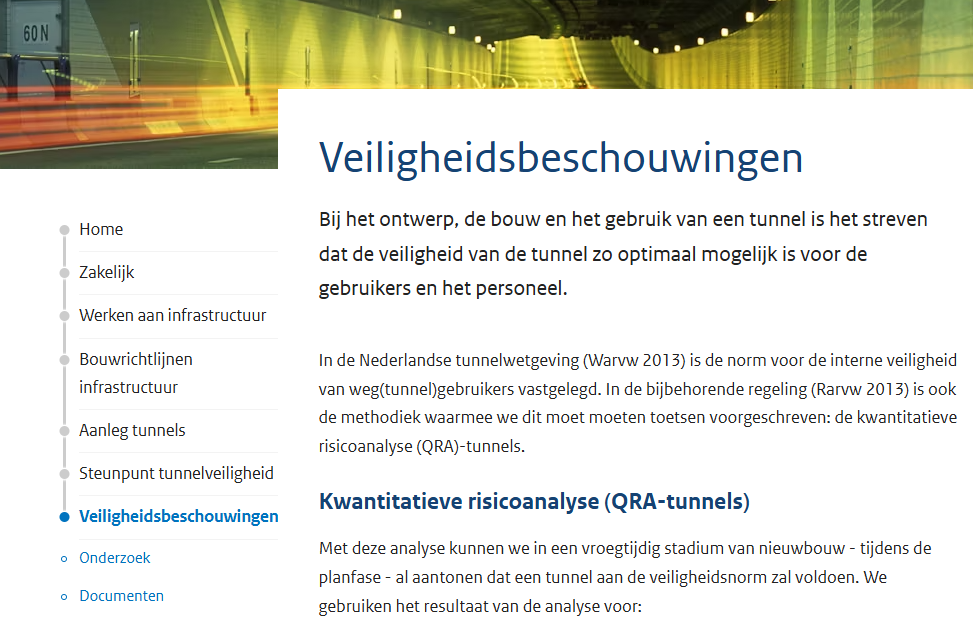 60 N
Veiligheidsbeschouwingen
Bij het ontwerp, de bouw en het gebruik van een tunnel is het streven
dat de veiligheid van de tunnel zo optimaal mogelijk is voor de
gebruikers en het personeel.
Home
Zakelijk
Werken aan infrastructuur
Bouwrichtlijnen
infrastructuur
Aanleg tunnels
Steunpunt tunnelveiligheid
Veiligheidsbeschouwingen
Onderzoek
Documenten
In de Nederlandse tunnelwetgeving (Warvw 2013) is de norm voor de interne veiligheid
van weg(tunnel)gebruikers vastgelegd. In de bijbehorende regeling (Rarvw 2013) is ook
de methodiek waarmee we dit moet moeten toetsen voorgeschreven: de kwantitatieve
risicoanalyse (QRA)-tunnels.
Kwantitatieve risicoanalyse (QRA-tunnels)
Met deze analyse kunnen we in een vroegtijdig stadium van nieuwbouw - tijdens de
planfase - al aantonen dat een tunnel aan de veiligheidsnorm zal voldoen. We
gebruiken het resultaat van de analyse voor: